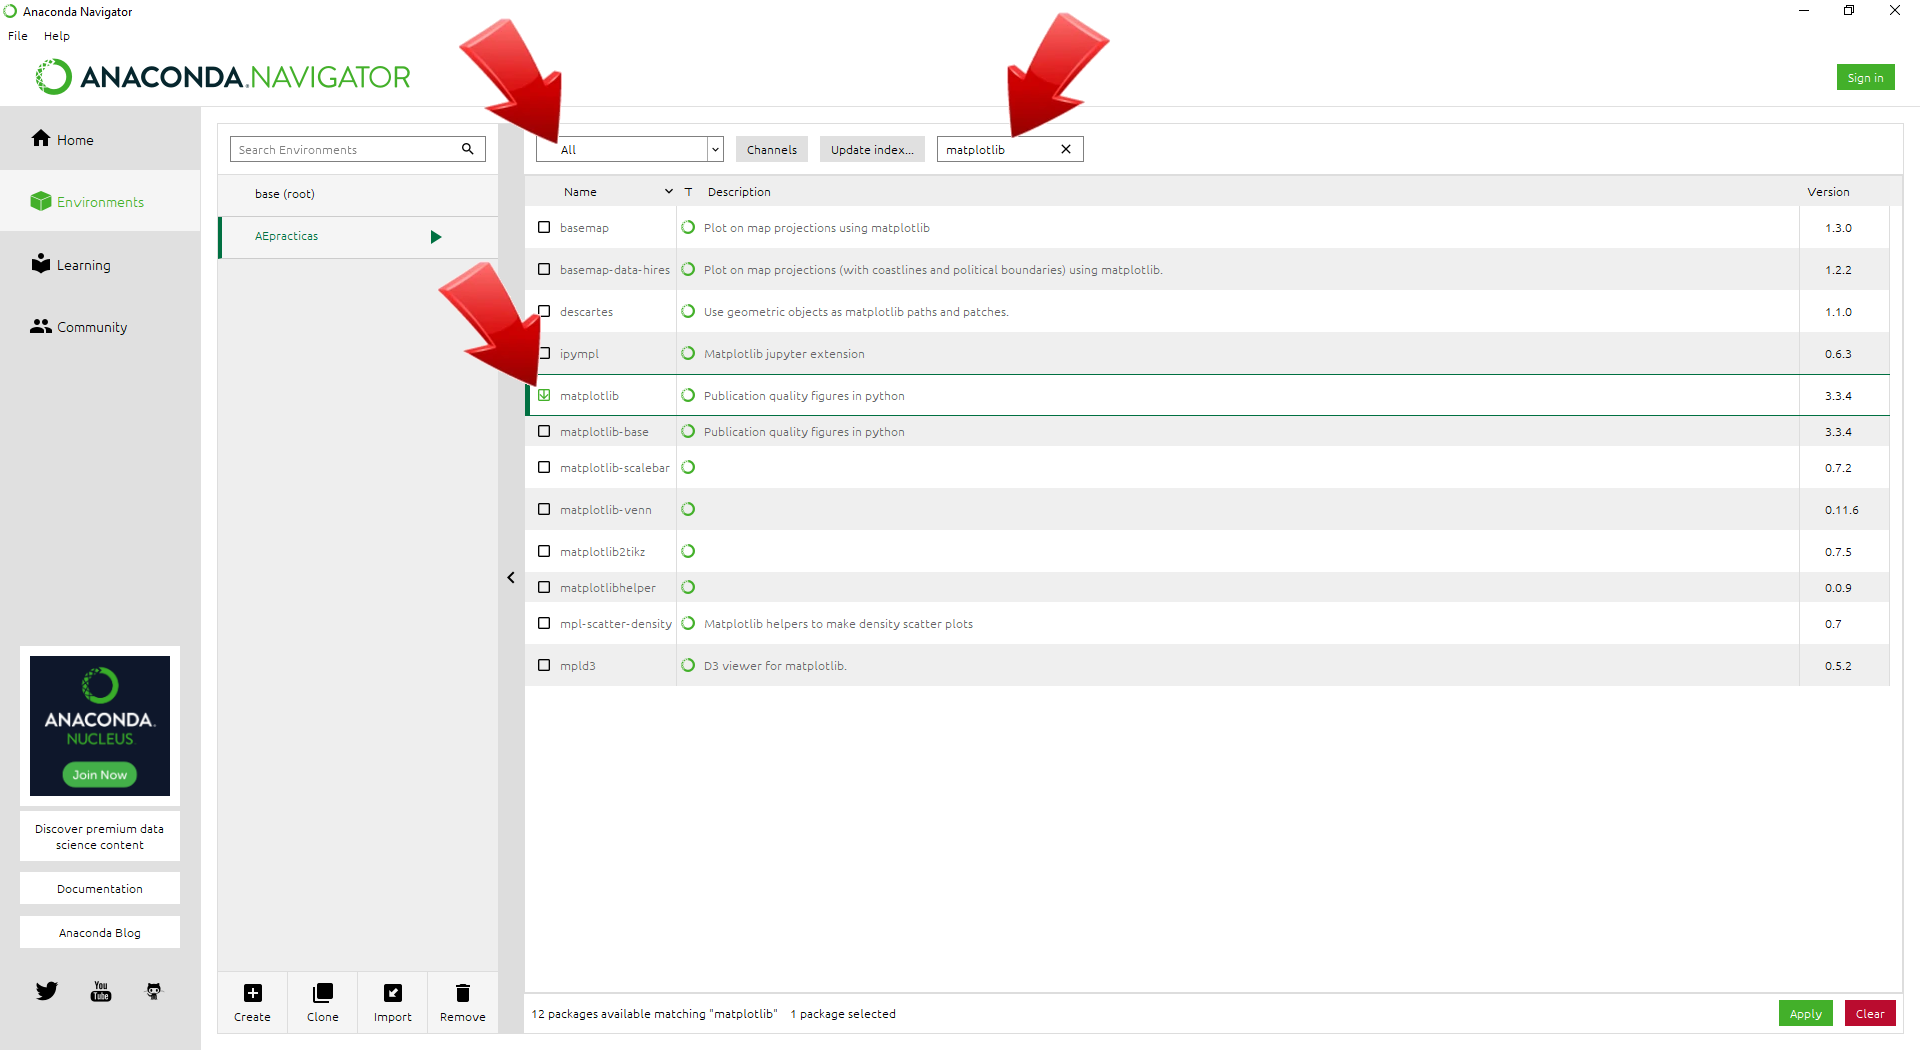 Anaconda Navigator
File Help
ANACONDA.NAVIGATOR
Sign in
Home
Environments
Learning
Community
ANACONDA.
NUCLEUS
Join Now
Discover premium data
science content
Documentation
Anaconda Blog
You
Tube
Search Environments
base (root)
AEpracticas
Create Clone Import Remove
All Channels Update index... matplotlib
Name T Description Version
basemap Plot on map projections using matplotlib 1.3.0
basemap-data-hires Plot on map projections (with coastlines and political boundaries) using matplotlib. 1.2.2
descartes Use geometric objects as matplotlib paths and patches. 1.1.0
ipympl Matplotlib jupyter extension 0.6.3
matplotlib Publication quality figures in python 3.3.4
matplotlib-base Publication quality figures in python 3.3.4
matplotlib-scalebar 0.7.2
matplotlib-venn 0.11.6
matplotlib2tikz 0.7.5
matplotlibhelper 0.0.9
mpl-scatter-density Matplotlib helpers to make density scatter plots 0.7
mpld3 D3 viewer for matplotlib. 0.5.2
12 packages available matching "matplotlib" 1 package selected
Apply Clear